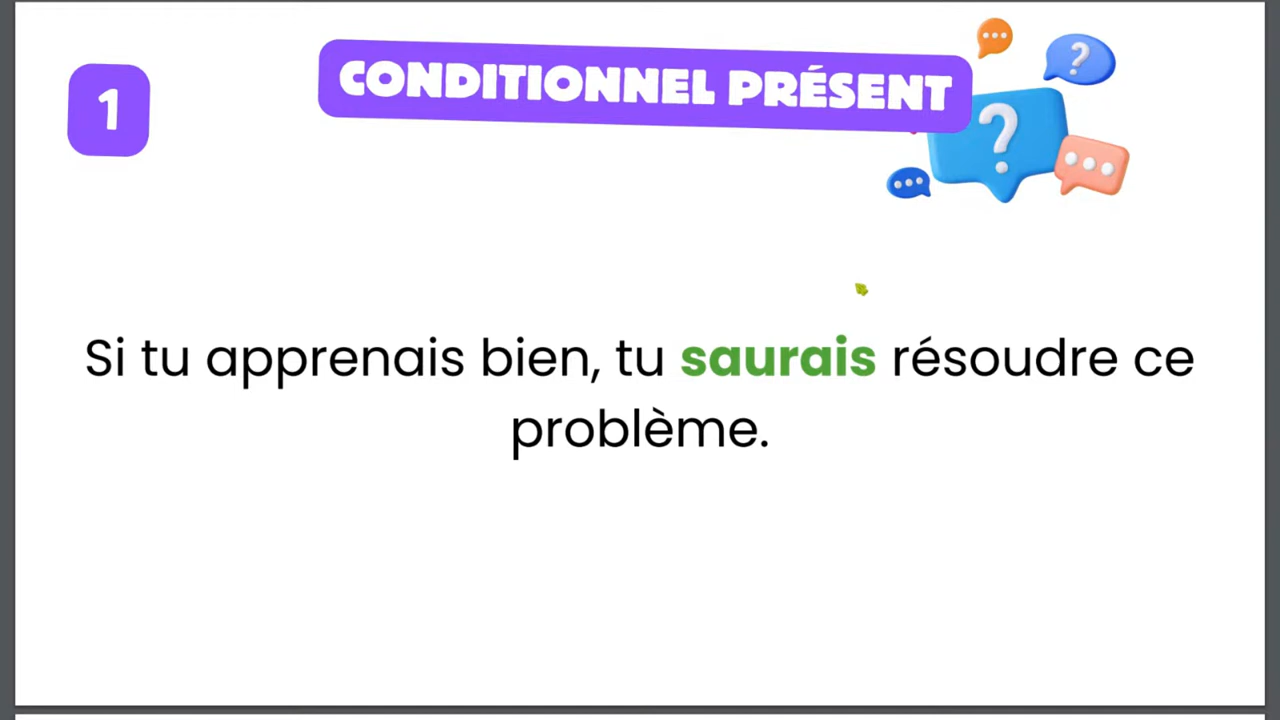 1
CONDITIONNEL PRÉSENT
?
?
Si tu apprenais bien, tu saurais résoudre ce
problème.